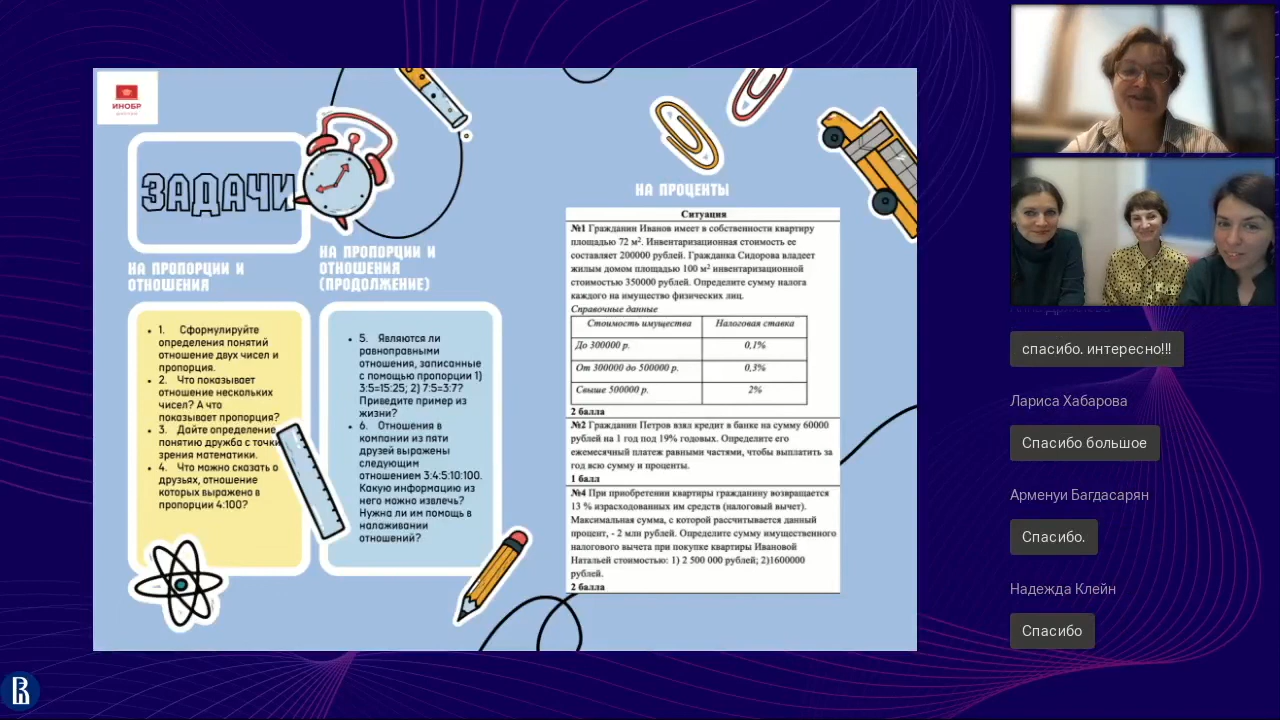 ИНОБР
ЗАДАЧИ
НА ПРОПОРЦИИ И
ОТНОШЕНИЯ
1. Сформулируйте
определения понятий
отношение двух чисел и
пропорция.
2. Что показывает
отношение нескольких
чисел? А что
показывает пропорция?
3. Дайте определение
понятию дружба с точки
зрения математики.
4. Что можно сказать о
друзьях, отношение
которых выражено в
пропорции 4:100?
НА ПРОПОРЦИИ И
ОТНОШЕНИЯ
(ПРОДОЛЖЕНИЕ)
5. Являются ли
равноправными
отношения, записанные
с помощью пропорции 1)
3:5=15:25; 2) 7:5=3:7?
Приведите пример из
жизни?
6. Отношения в
компании из пяти
друзей выражены
следующим
отношением 3:4:5:10:100.
Какую информацию из
него можно извлечь?
Нужна ли им помощь в
налаживании
отношений?
НА ПРОЦЕНТЫ
Ситуация
№1 Гражданин Иванов имеет в собственности квартиру
площадью 72 м². Инвентаризационная стоимость ее
составляет 200000 рублей. Гражданка Сидорова владеет
жилым домом площадью 100 м² инвентаризационной
стоимостью 350000 рублей. Определите сумму налога
каждого на имущество физических лиц.
Справочные данные
Стоимость имущества Налоговая ставка
До 300000 р. 0,1%
От 300000 до 500000 р. 0,3%
Свыше 500000 р. 2%
2 балла
№2 Гражданин Петров взял кредит в банке на сумму 60000
рублей на 1 год под 19% годовых. Определите его
ежемесячный платеж равными частями, чтобы выплатить за
год всю сумму и проценты.
1 балл
№4 При приобретении квартиры гражданину возвращается
13 % израсходованных им средств (налоговый вычет).
Максимальная сумма, с которой рассчитывается данный
процент, - 2 млн рублей. Определите сумму имущественного
налогового вычета при покупке квартиры Ивановой
Натальей стоимостью: 1) 2 500 000 рублей; 2)1600000
рублей.
2 балла
спасибо. интересно!!!
Лариса Хабарова
Спасибо большое
Арменуи Багдасарян
Спасибо.
Надежда Клейн
Спасибо